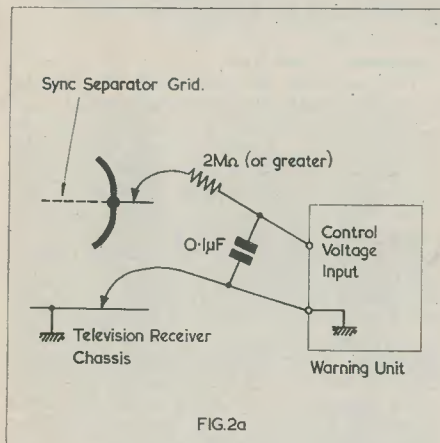 Sync Separator Grid.
2MΩ (or greater)
0·1µF
Control
Voltage
Input
Television Receiver
Chassis
Warning Unit
FIG.2a